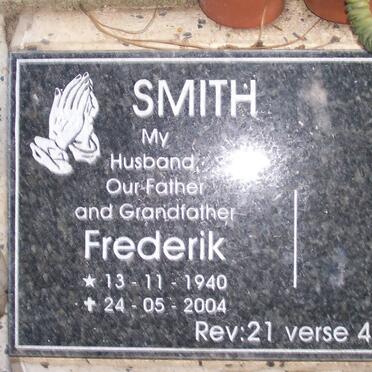 SMITH
My
Husband,
Our Father
and Grandfather
Frederik
★ 13 - 11 - 1940
✝ 24 - 05 - 2004
Rev:21 verse 4